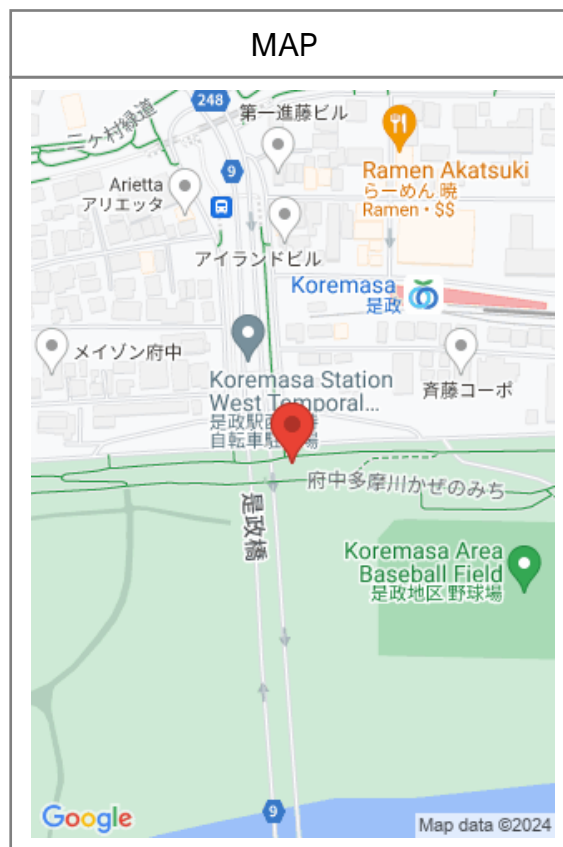 MAP
248
第一進藤ビル
三ヶ村緑道
9
Arietta
アリエッタ
Ramen Akatsuki
らーめん 暁
Ramen・$$
アイランドビル
Koremasa
是政
メイゾン府中
斉藤コーポ
Koremasa Station
West Temporal...
是政駅
自転車駐 場
府中多摩川かぜのみち
是政橋
Koremasa Area
Baseball Field
是政地区 野球場
9
Google
Map data ©2024